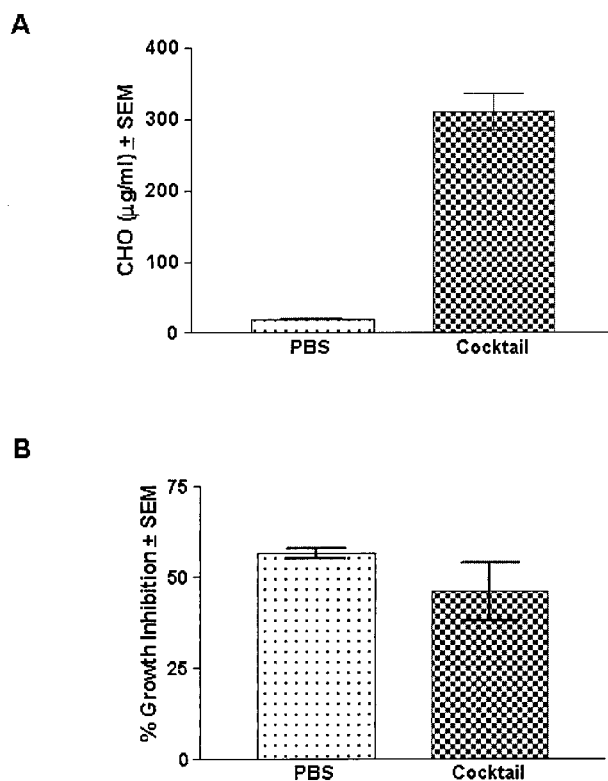 A
CHO (μg/ml) ± SEM
400
300
200
100
0
PBS Cocktail
B
% Growth Inhibition ± SEM
75
50
25
0
PBS Cocktail